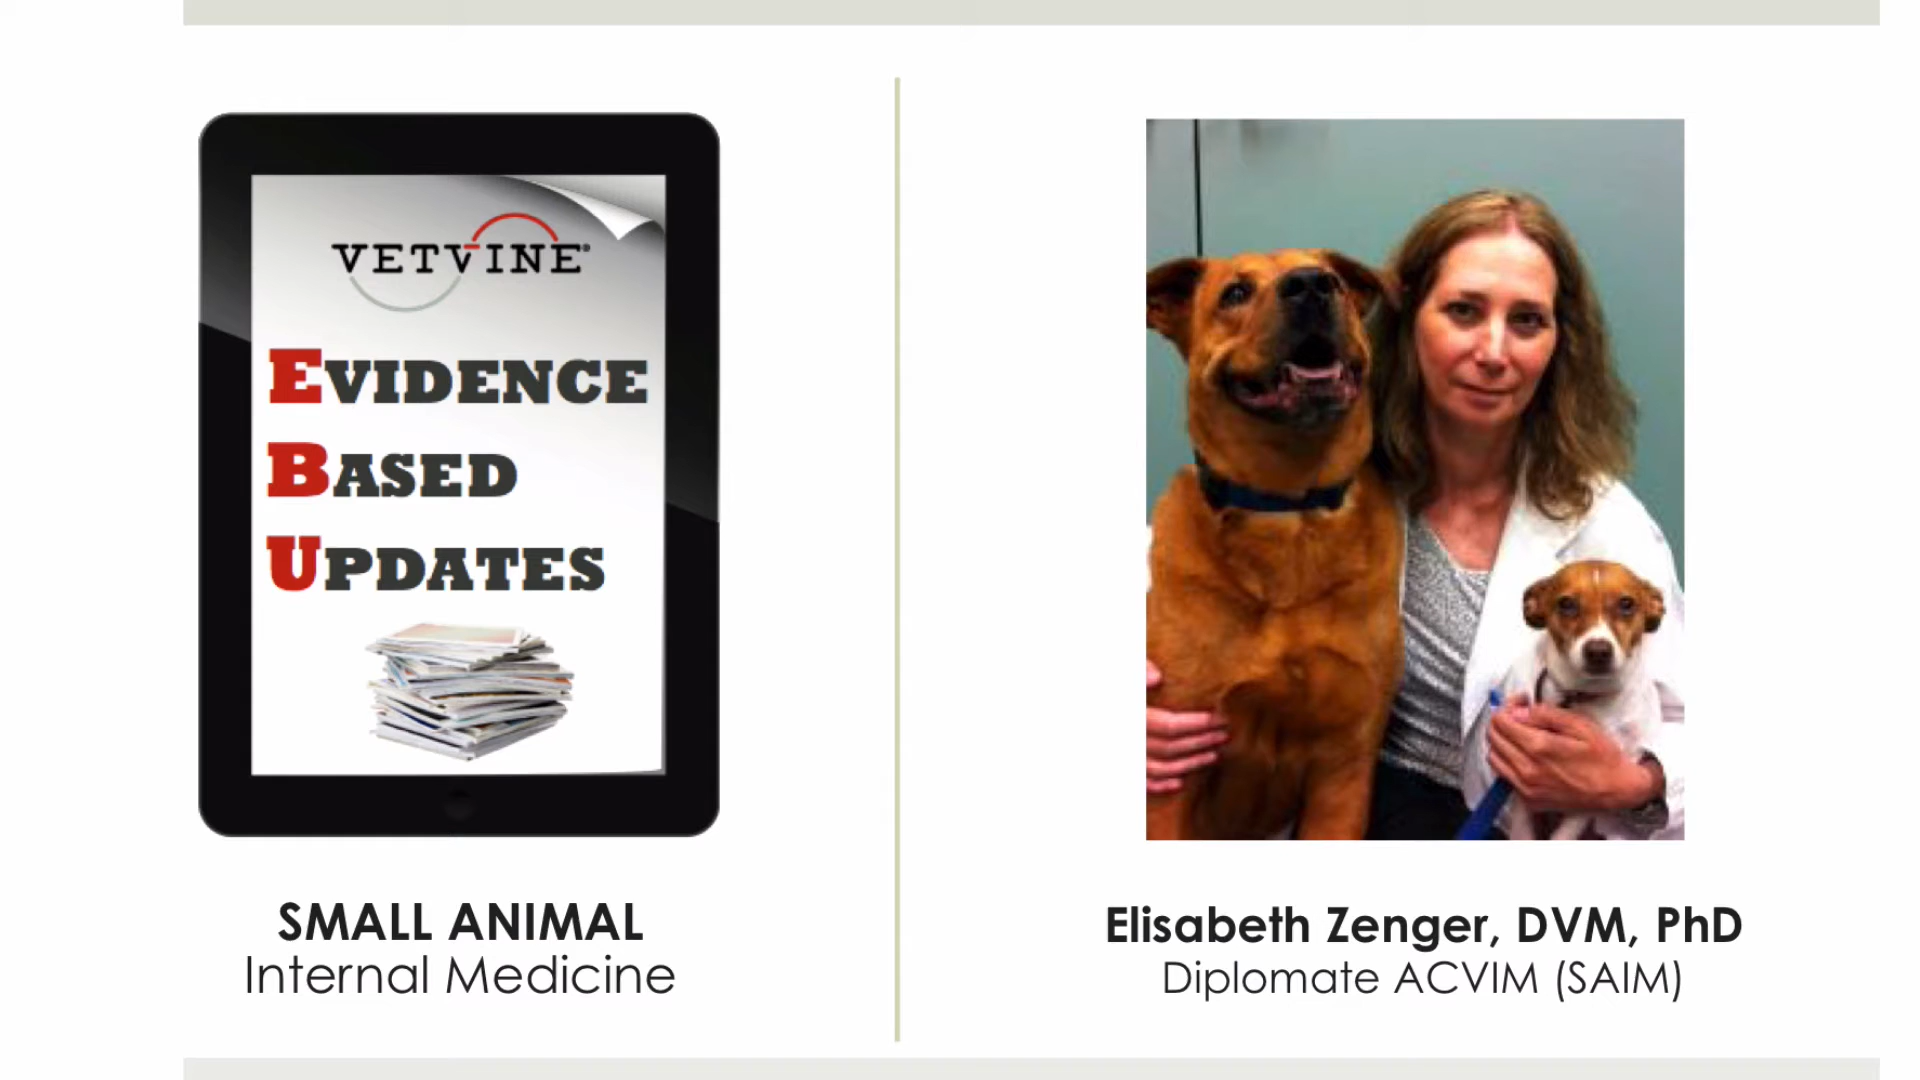 VETVINE®
EVIDENCE
BASED
UPDATES
SMALL ANIMAL
Internal Medicine
Elisabeth Zenger, DVM, PhD
Diplomate ACVIM (SAIM)